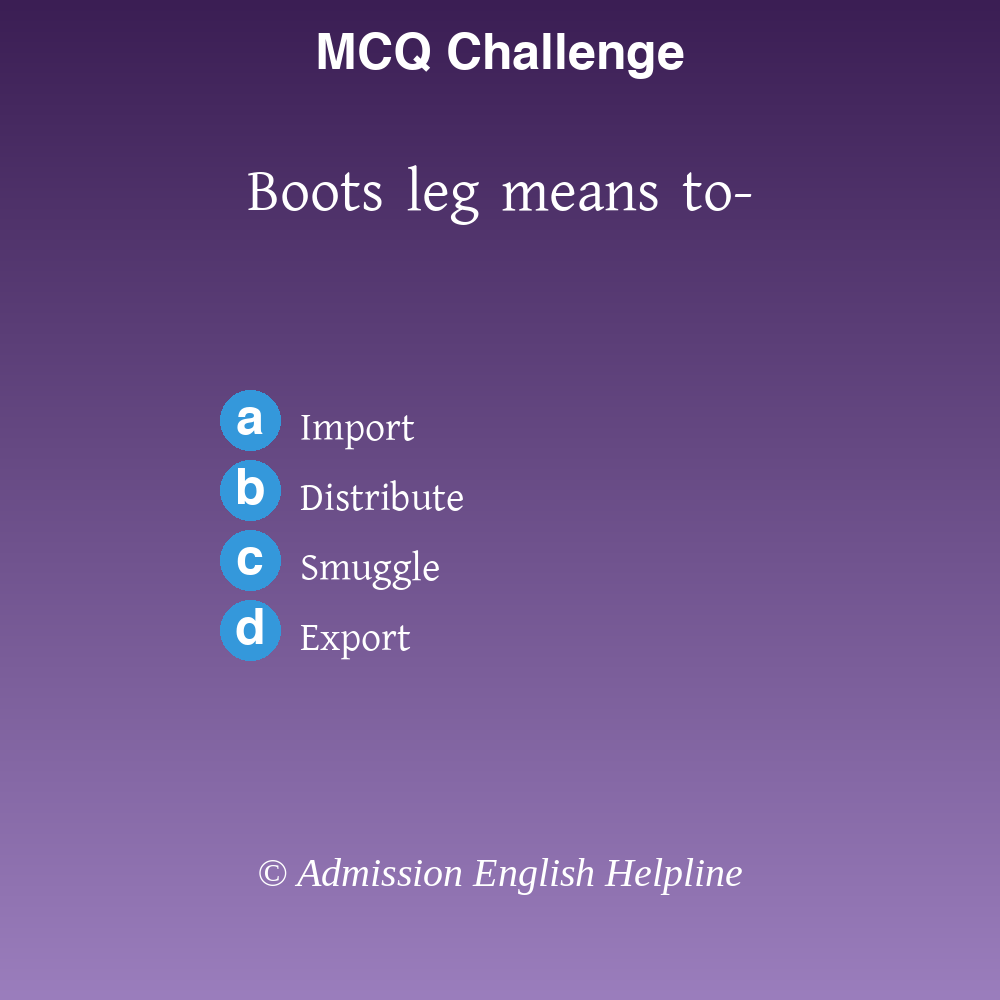 MCQ Challenge
Boots leg means to-
a Import
b Distribute
c Smuggle
d Export
© Admission English Helpline